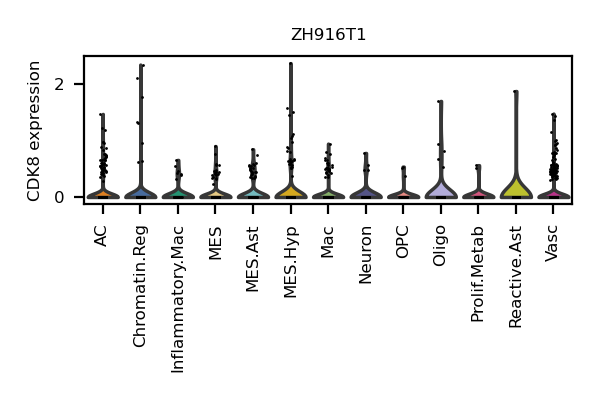 ZH916T1
CDK8 expression
2
0
AC
Chromatin.Reg
Inflammatory.Mac
MES
MES.Ast
MES.Hyp
Mac
Neuron
OPC
Oligo
Prolif.Metab
Reactive.Ast
Vasc